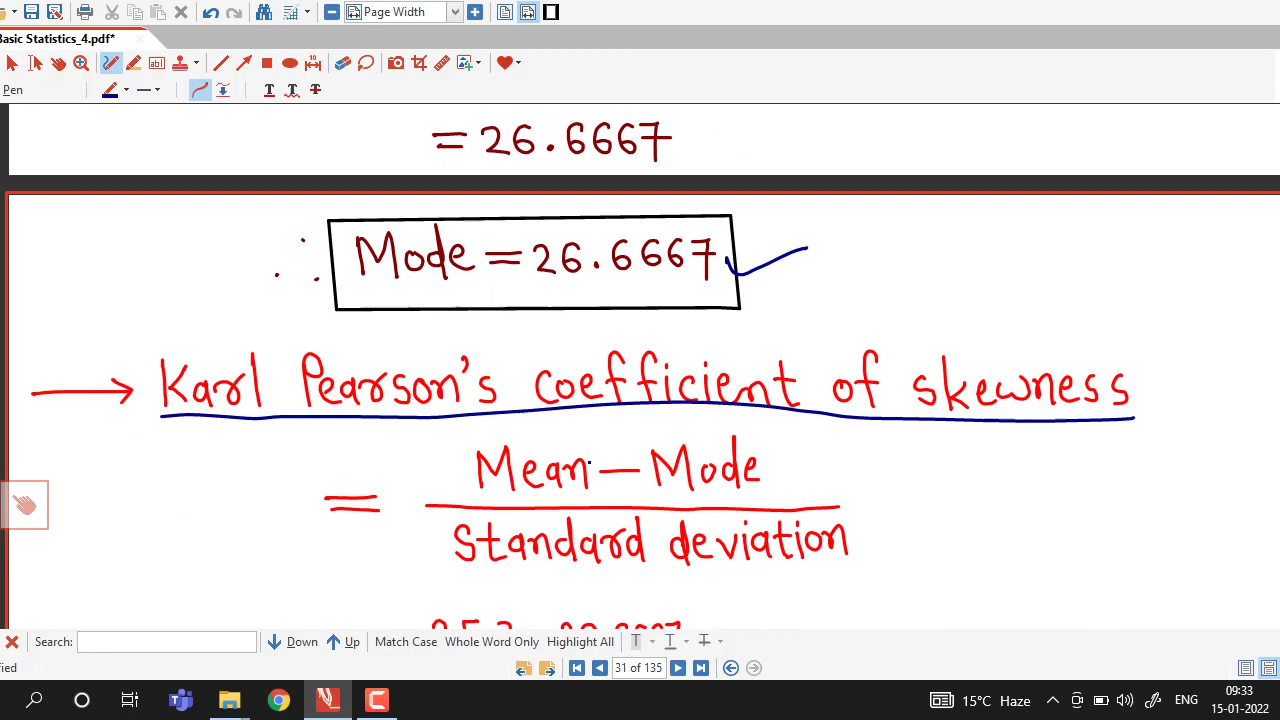 Page Width
Basic Statistics_4.pdf*
Pen
= 26.6667
∴ Mode = 26.6667
Karl Pearson's coefficient of skewness
= Mean — Mode
Standard deviation
Search:
Down
Up
Match Case
Whole Word Only
Highlight All
31 of 135
15°C Haze
ENG
09:33
15-01-2022